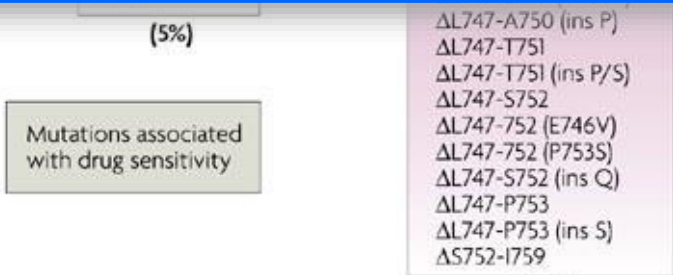 (5%)
Mutations associated
with drug sensitivity
ΔL747-A750 (ins P)
ΔL747-T751
ΔL747-T751 (ins P/S)
ΔL747-S752
ΔL747-752 (E746V)
ΔL747-752 (P753S)
ΔL747-S752 (ins Q)
ΔL747-P753
ΔL747-P753 (ins S)
ΔS752-I759